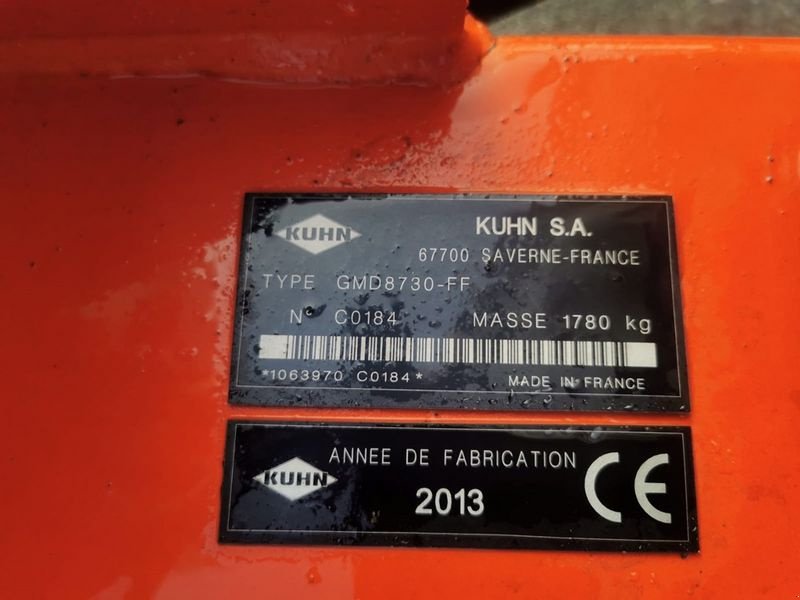 KUHN KUHN S.A.
67700 SAVERNE-FRANCE
TYPE GMD8730-FF
N° C0184 MASSE 1780 kg
*1063970 C0184* MADE IN FRANCE
KUHN ANNEE DE FABRICATION CE
2013